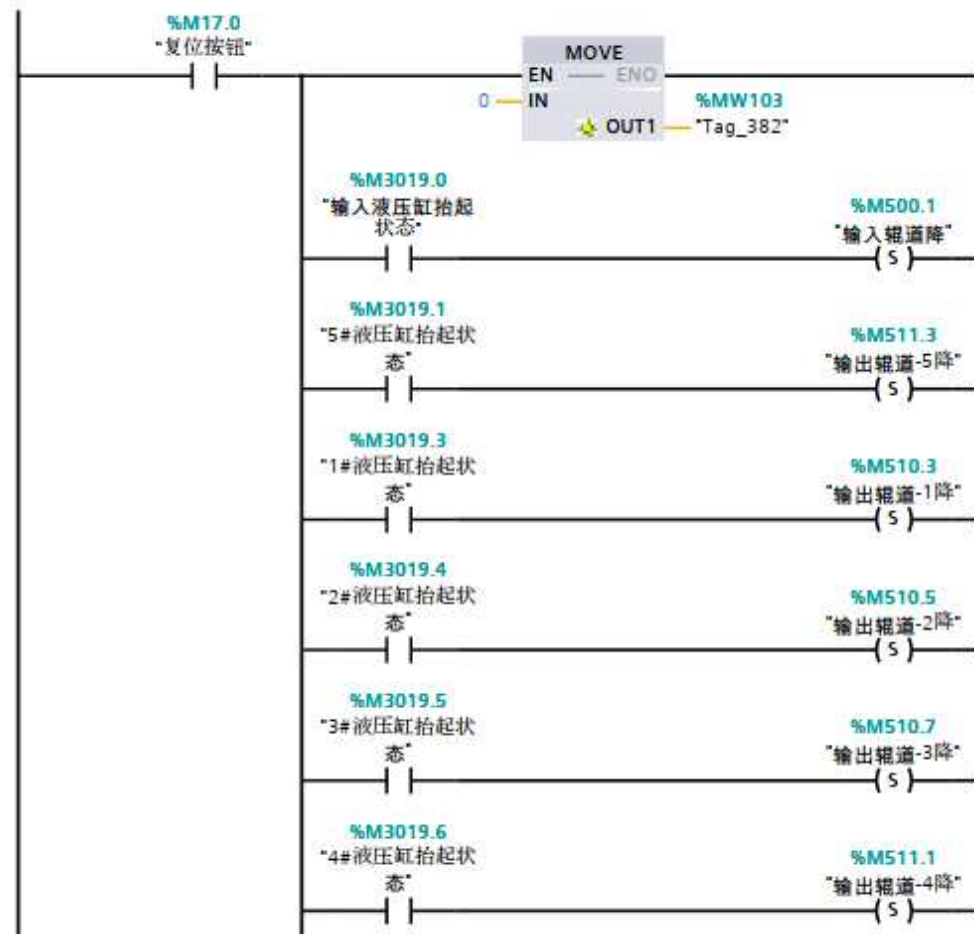 %M17.0
"复位按钮"
MOVE
EN ENO
0 IN
%MW103
OUT1 "Tag_382"
%M3019.0
"输入液压缸抬起
状态"
%M500.1
"输入辊道降"
S
%M3019.1
"5#液压缸抬起状
态"
%M511.3
"输出辊道-5降"
S
%M3019.3
"1#液压缸抬起状
态"
%M510.3
"输出辊道-1降"
S
%M3019.4
"2#液压缸抬起状
态"
%M510.5
"输出辊道-2降"
S
%M3019.5
"3#液压缸抬起状
态"
%M510.7
"输出辊道-3降"
S
%M3019.6
"4#液压缸抬起状
态"
%M511.1
"输出辊道-4降"
S